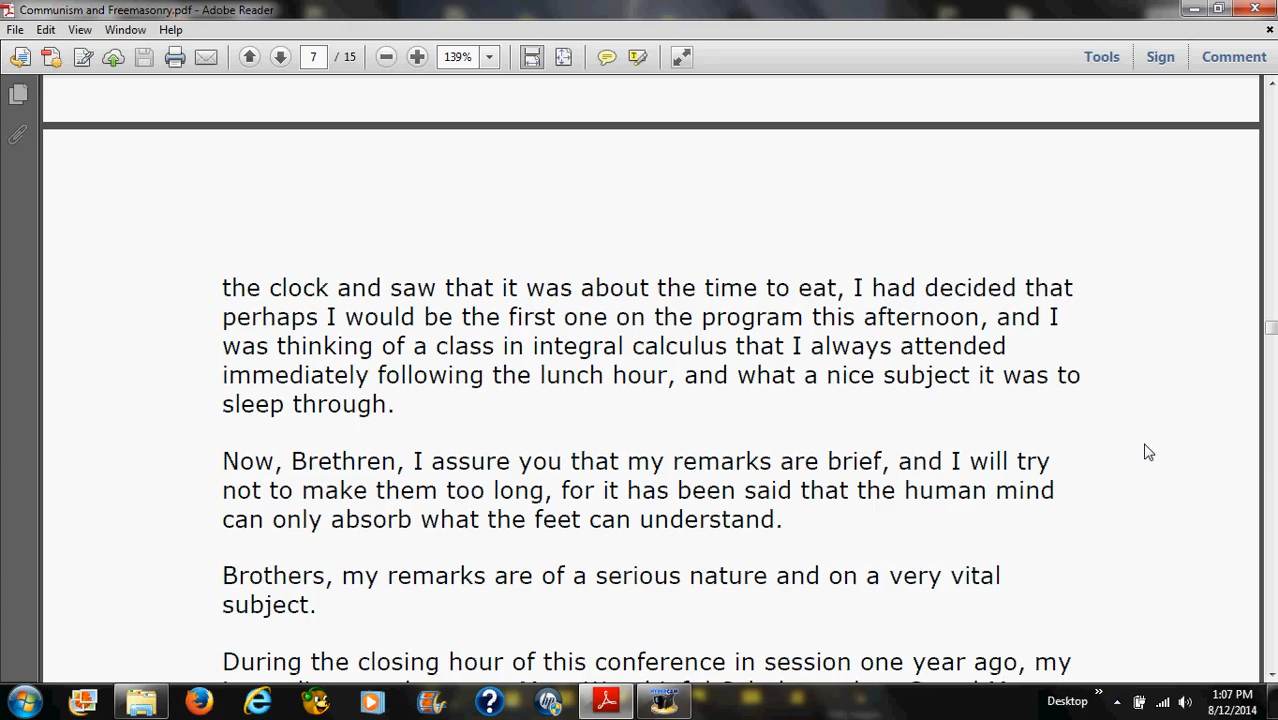 Communism and Freemasonry.pdf - Adobe Reader
File Edit View Window Help
7 / 15 139% Tools Sign Comment
the clock and saw that it was about the time to eat, I had decided that
perhaps I would be the first one on the program this afternoon, and I
was thinking of a class in integral calculus that I always attended
immediately following the lunch hour, and what a nice subject it was to
sleep through.
Now, Brethren, I assure you that my remarks are brief, and I will try
not to make them too long, for it has been said that the human mind
can only absorb what the feet can understand.
Brothers, my remarks are of a serious nature and on a very vital
subject.
During the closing hour of this conference in session one year ago, my
Desktop 1:07 PM
8/12/2014